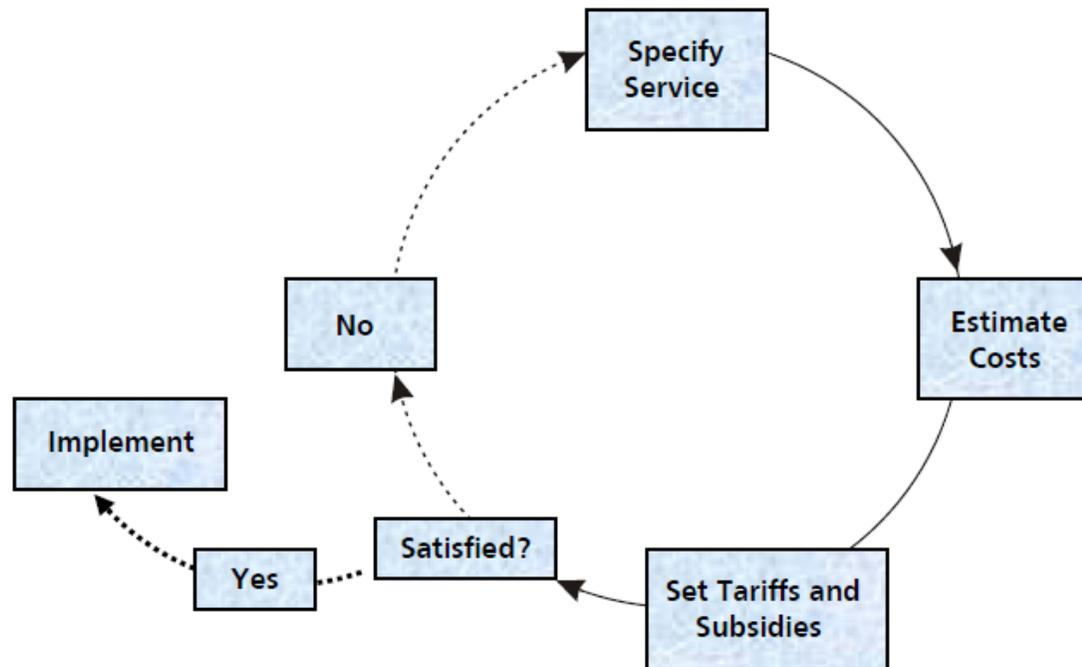 Specify
Service
Estimate
Costs
No
Implement
Satisfied?
Yes
Set Tariffs and
Subsidies